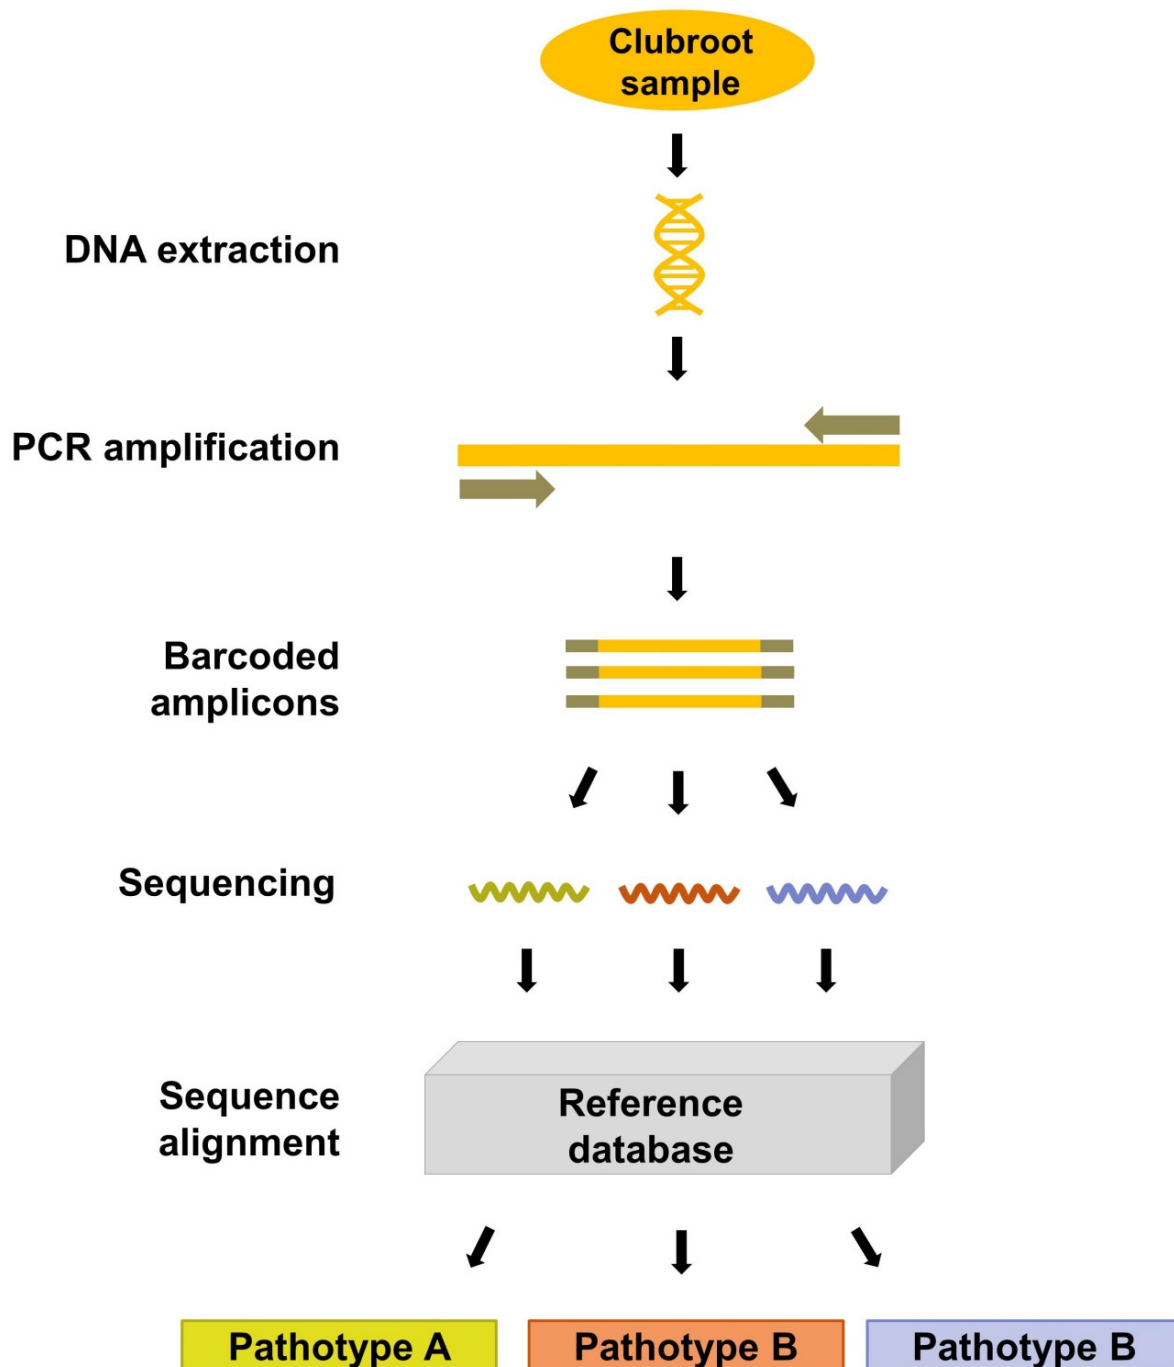 Clubroot
sample
DNA extraction
PCR amplification
Barcoded
amplicons
Sequencing
Sequence
alignment
Reference
database
Pathotype A
Pathotype B
Pathotype B